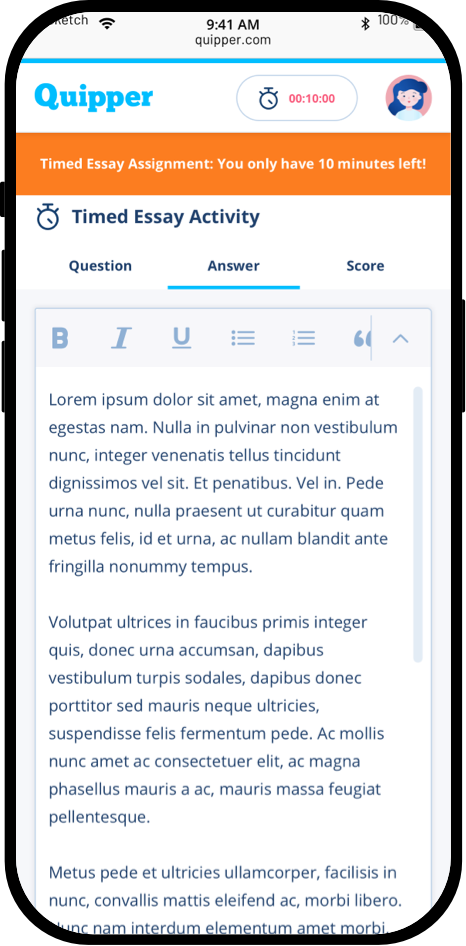 9:41 AM
100%
quipper.com
Quipper
00:10:00
Timed Essay Assignment: You only have 10 minutes left!
Timed Essay Activity
Question Answer Score
B I U
Lorem ipsum dolor sit amet, magna enim at
egestas nam. Nulla in pulvinar non vestibulum
nunc, integer venenatis tellus tincidunt
dignissimos vel sit. Et penatibus. Vel in. Pede
urna nunc, nulla praesent ut curabitur quam
metus felis, id et urna, ac nullam blandit ante
fringilla nonummy tempus.
Volutpat ultrices in faucibus primis integer
quis, donec urna accumsan, dapibus
vestibulum turpis sodales, dapibus donec
porttitor sed mauris neque ultricies,
suspendisse felis fermentum pede. Ac mollis
nunc amet ac consectetuer elit, ac magna
phasellus mauris a ac, mauris massa feugiat
pellentesque.
Metus pede et ultricies ullamcorper, facilisis in
nunc, convallis mattis eleifend ac, morbi libero.
Nunc nam interdum elementum amet morbi,